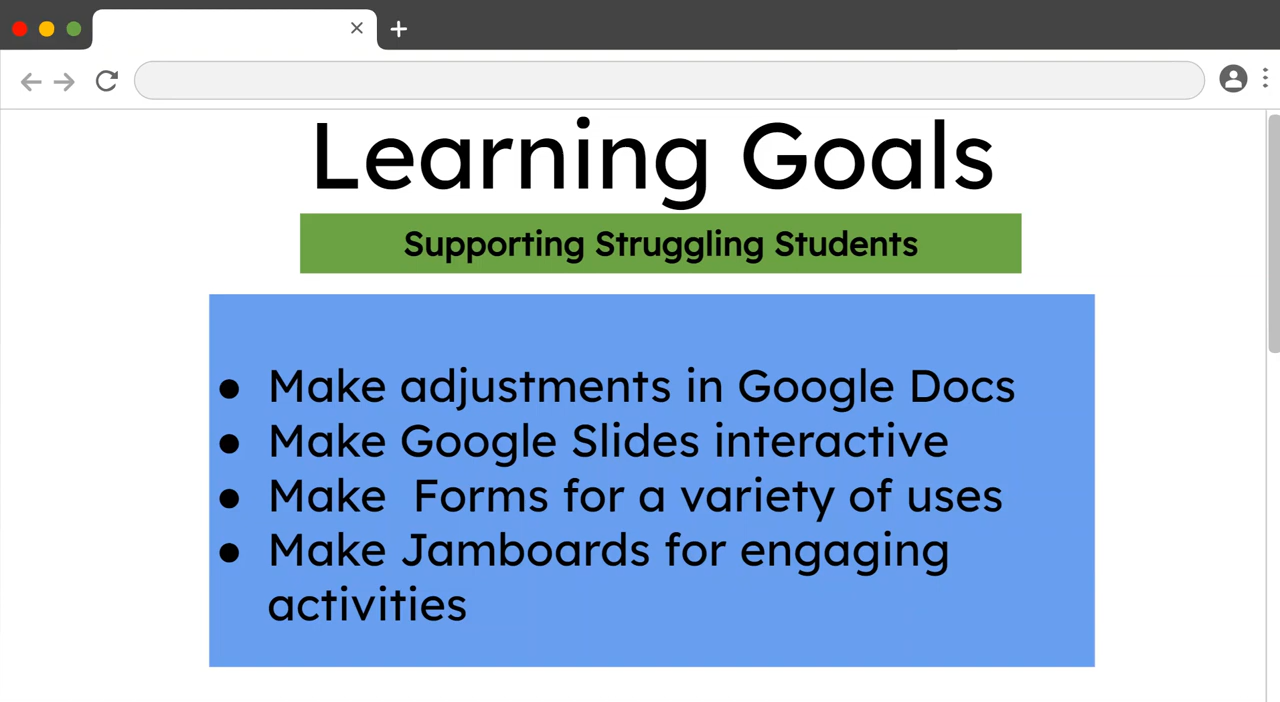 Learning Goals
Supporting Struggling Students
● Make adjustments in Google Docs
● Make Google Slides interactive
● Make  Forms for a variety of uses
● Make Jamboards for engaging
activities